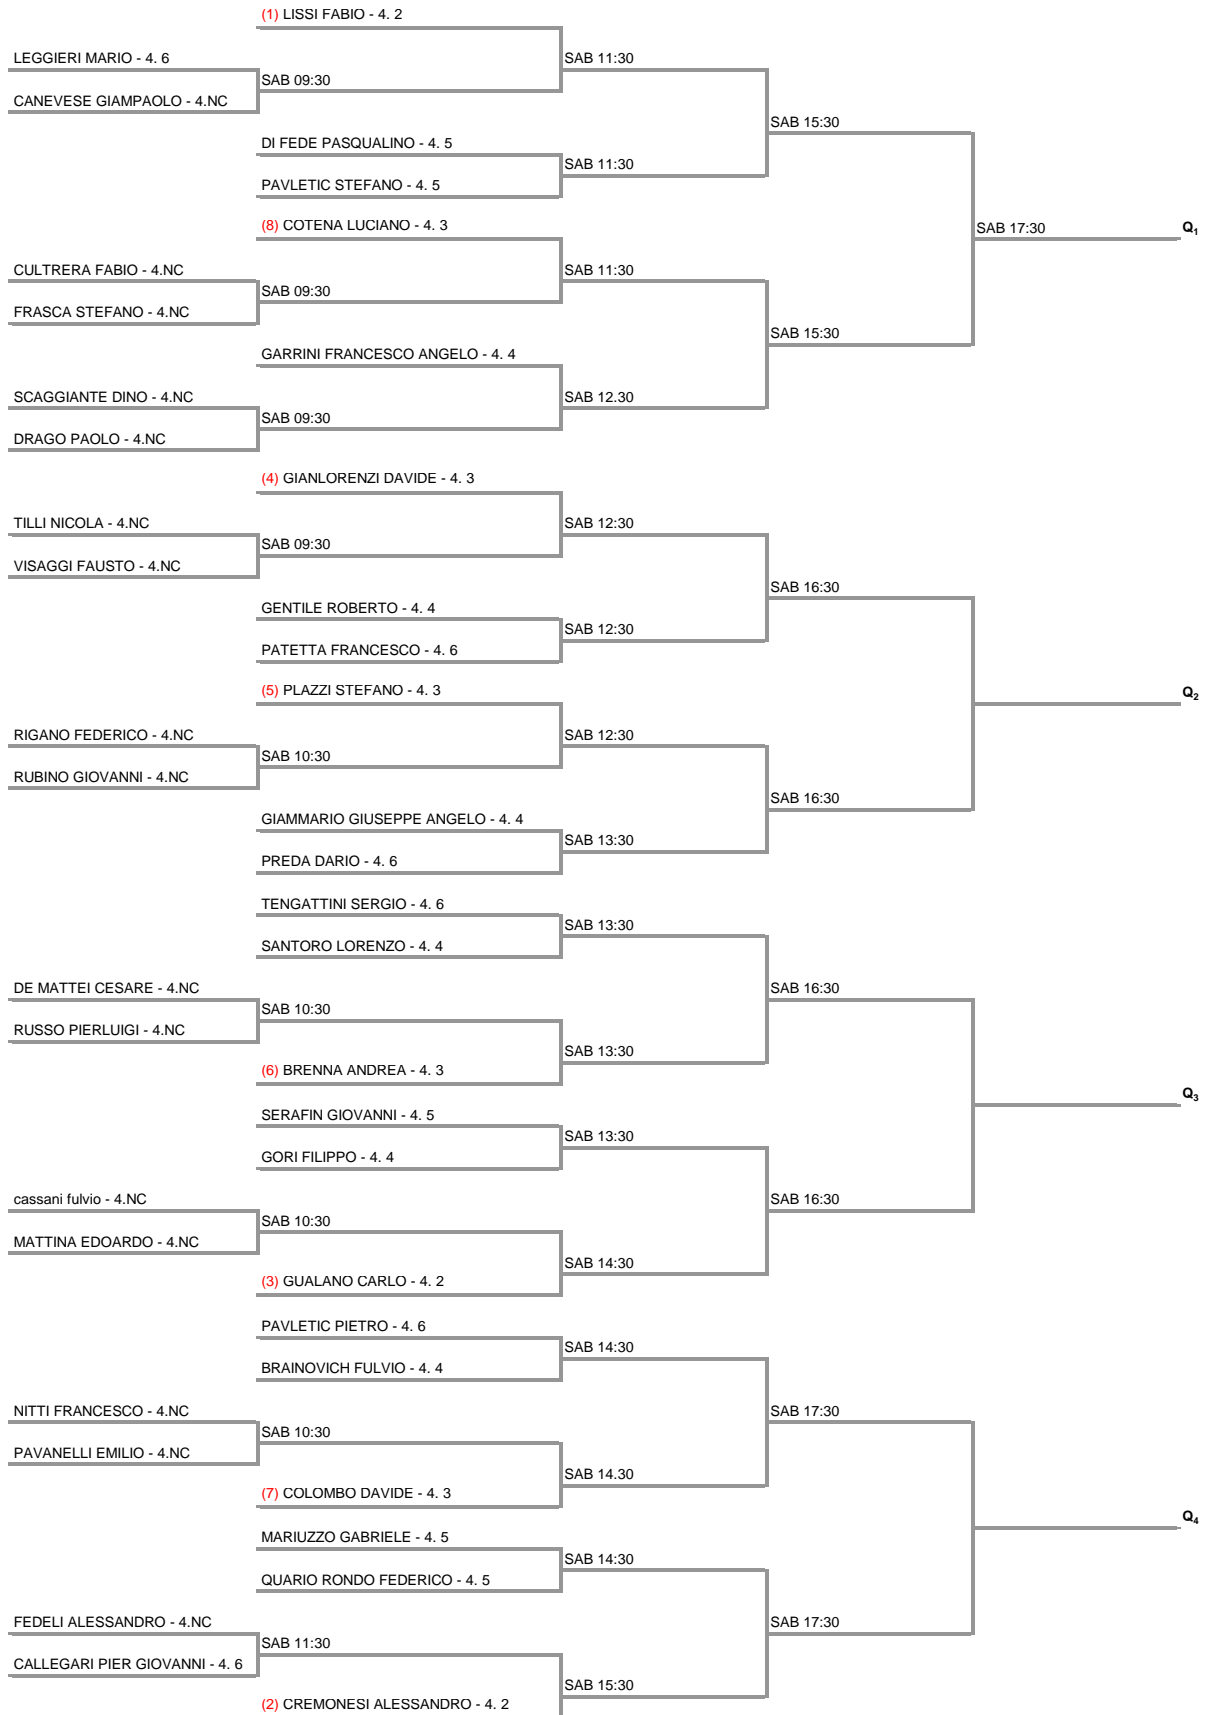 (1) LISSI FABIO - 4. 2
LEGGIERI MARIO - 4. 6
SAB 11:30
SAB 09:30
CANEVESE GIAMPAOLO - 4.NC
SAB 15:30
DI FEDE PASQUALINO - 4. 5
SAB 11:30
PAVLETIC STEFANO - 4. 5
(8) COTENA LUCIANO - 4. 3
SAB 17:30
Q1
CULTRERA FABIO - 4.NC
SAB 11:30
SAB 09:30
FRASCA STEFANO - 4.NC
SAB 15:30
GARRINI FRANCESCO ANGELO - 4. 4
SCAGGIANTE DINO - 4.NC
SAB 12.30
SAB 09:30
DRAGO PAOLO - 4.NC
(4) GIANLORENZI DAVIDE - 4. 3
TILLI NICOLA - 4.NC
SAB 12:30
SAB 09:30
VISAGGI FAUSTO - 4.NC
SAB 16:30
GENTILE ROBERTO - 4. 4
SAB 12:30
PATETTA FRANCESCO - 4. 6
(5) PLAZZI STEFANO - 4. 3
Q2
RIGANO FEDERICO - 4.NC
SAB 12:30
SAB 10:30
RUBINO GIOVANNI - 4.NC
SAB 16:30
GIAMMARIO GIUSEPPE ANGELO - 4. 4
SAB 13:30
PREDA DARIO - 4. 6
TENGATTINI SERGIO - 4. 6
SAB 13:30
SANTORO LORENZO - 4. 4
DE MATTEI CESARE - 4.NC
SAB 16:30
SAB 10:30
RUSSO PIERLUIGI - 4.NC
SAB 13:30
(6) BRENNA ANDREA - 4. 3
Q3
SERAFIN GIOVANNI - 4. 5
SAB 13:30
GORI FILIPPO - 4. 4
cassani fulvio - 4.NC
SAB 16:30
SAB 10:30
MATTINA EDOARDO - 4.NC
SAB 14:30
(3) GUALANO CARLO - 4. 2
PAVLETIC PIETRO - 4. 6
SAB 14:30
BRAINOVICH FULVIO - 4. 4
NITTI FRANCESCO - 4.NC
SAB 17:30
SAB 10:30
PAVANELLI EMILIO - 4.NC
SAB 14.30
(7) COLOMBO DAVIDE - 4. 3
Q4
MARIUZZO GABRIELE - 4. 5
SAB 14:30
QUARIO RONDO FEDERICO - 4. 5
FEDELI ALESSANDRO - 4.NC
SAB 17:30
SAB 11:30
CALLEGARI PIER GIOVANNI - 4. 6
SAB 15:30
(2) CREMONESI ALESSANDRO - 4. 2